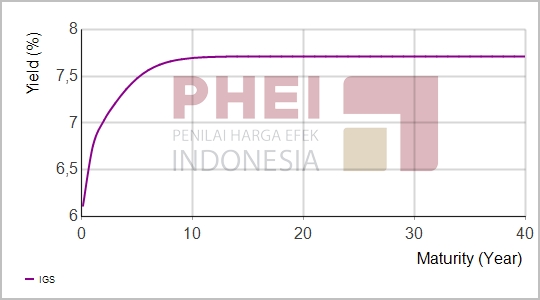 Yield (%)
8
7,5
7
6,5
6
PHEI
PENILAI HARGA EFEK
INDONESIA
0
10
20
30
40
Maturity (Year)
IGS